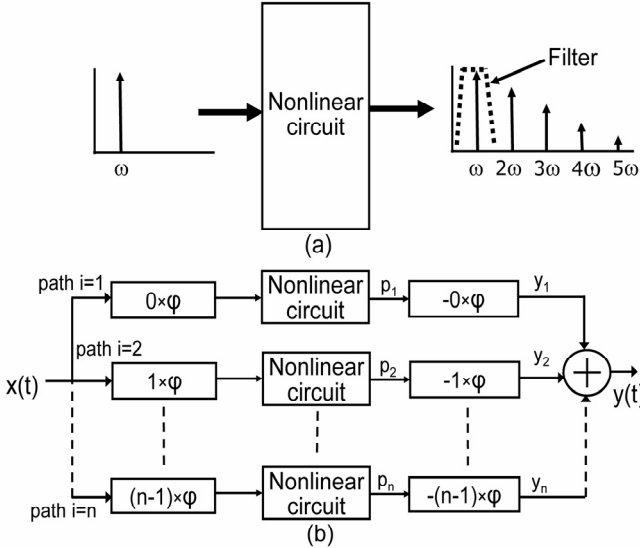 Filter
Nonlinear
circuit
ω
ω 2ω 3ω 4ω 5ω
(a)
path i=1
0×φ
Nonlinear
circuit
p1
-0×φ
y1
path i=2
x(t)
1×φ
Nonlinear
circuit
p2
-1×φ
y2
+
y(t)
path i=n
(n-1)×φ
Nonlinear
circuit
pn
-(n-1)×φ
yn
(b)